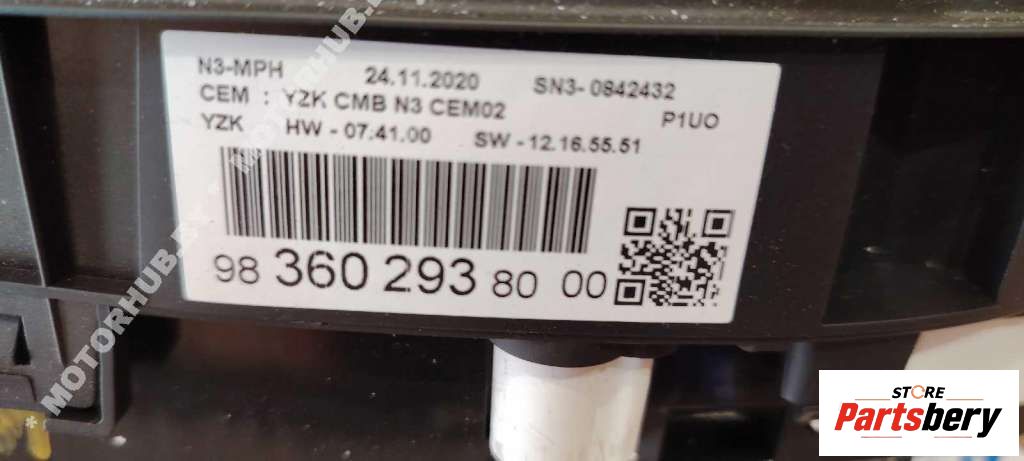 N3-MPH 24.11.2020 SN3- 0842432
CEM : YZK CMB N3 CEM02 P1UO
YZK HW - 07.41.00 SW - 12.16.55.51
98 360 293 80 00
* MOTORHUB.
MOTORHUB.
STORE
Partsbery